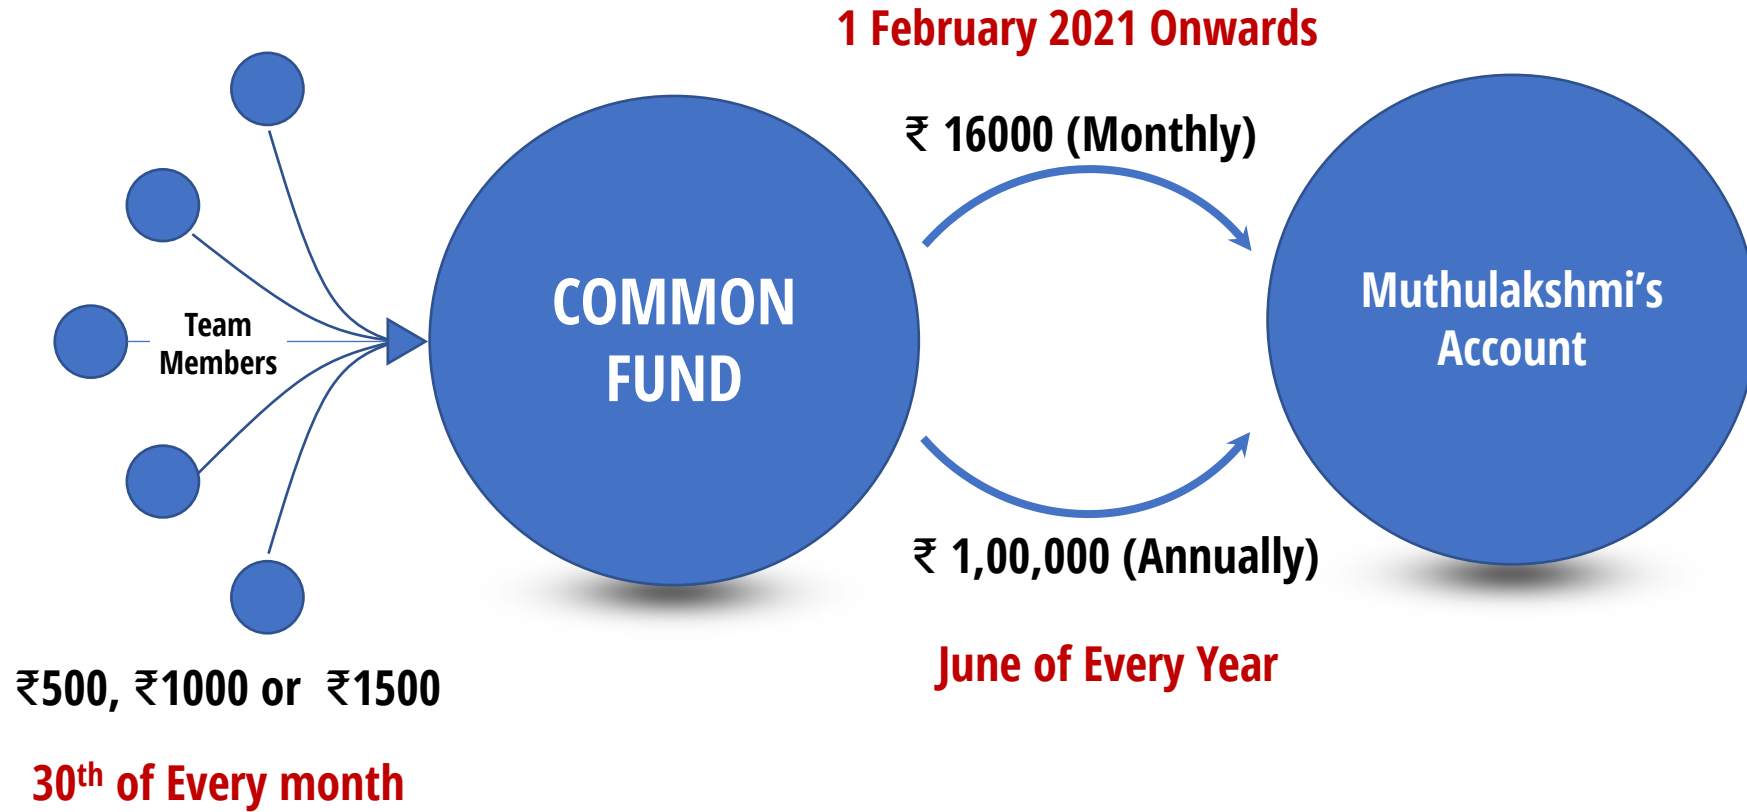 1 February 2021 Onwards
₹ 16000 (Monthly)
Team
Members
COMMON
FUND
Muthulakshmi’s
Account
₹ 1,00,000 (Annually)
June of Every Year
₹500, ₹1000 or ₹1500
30th of Every month